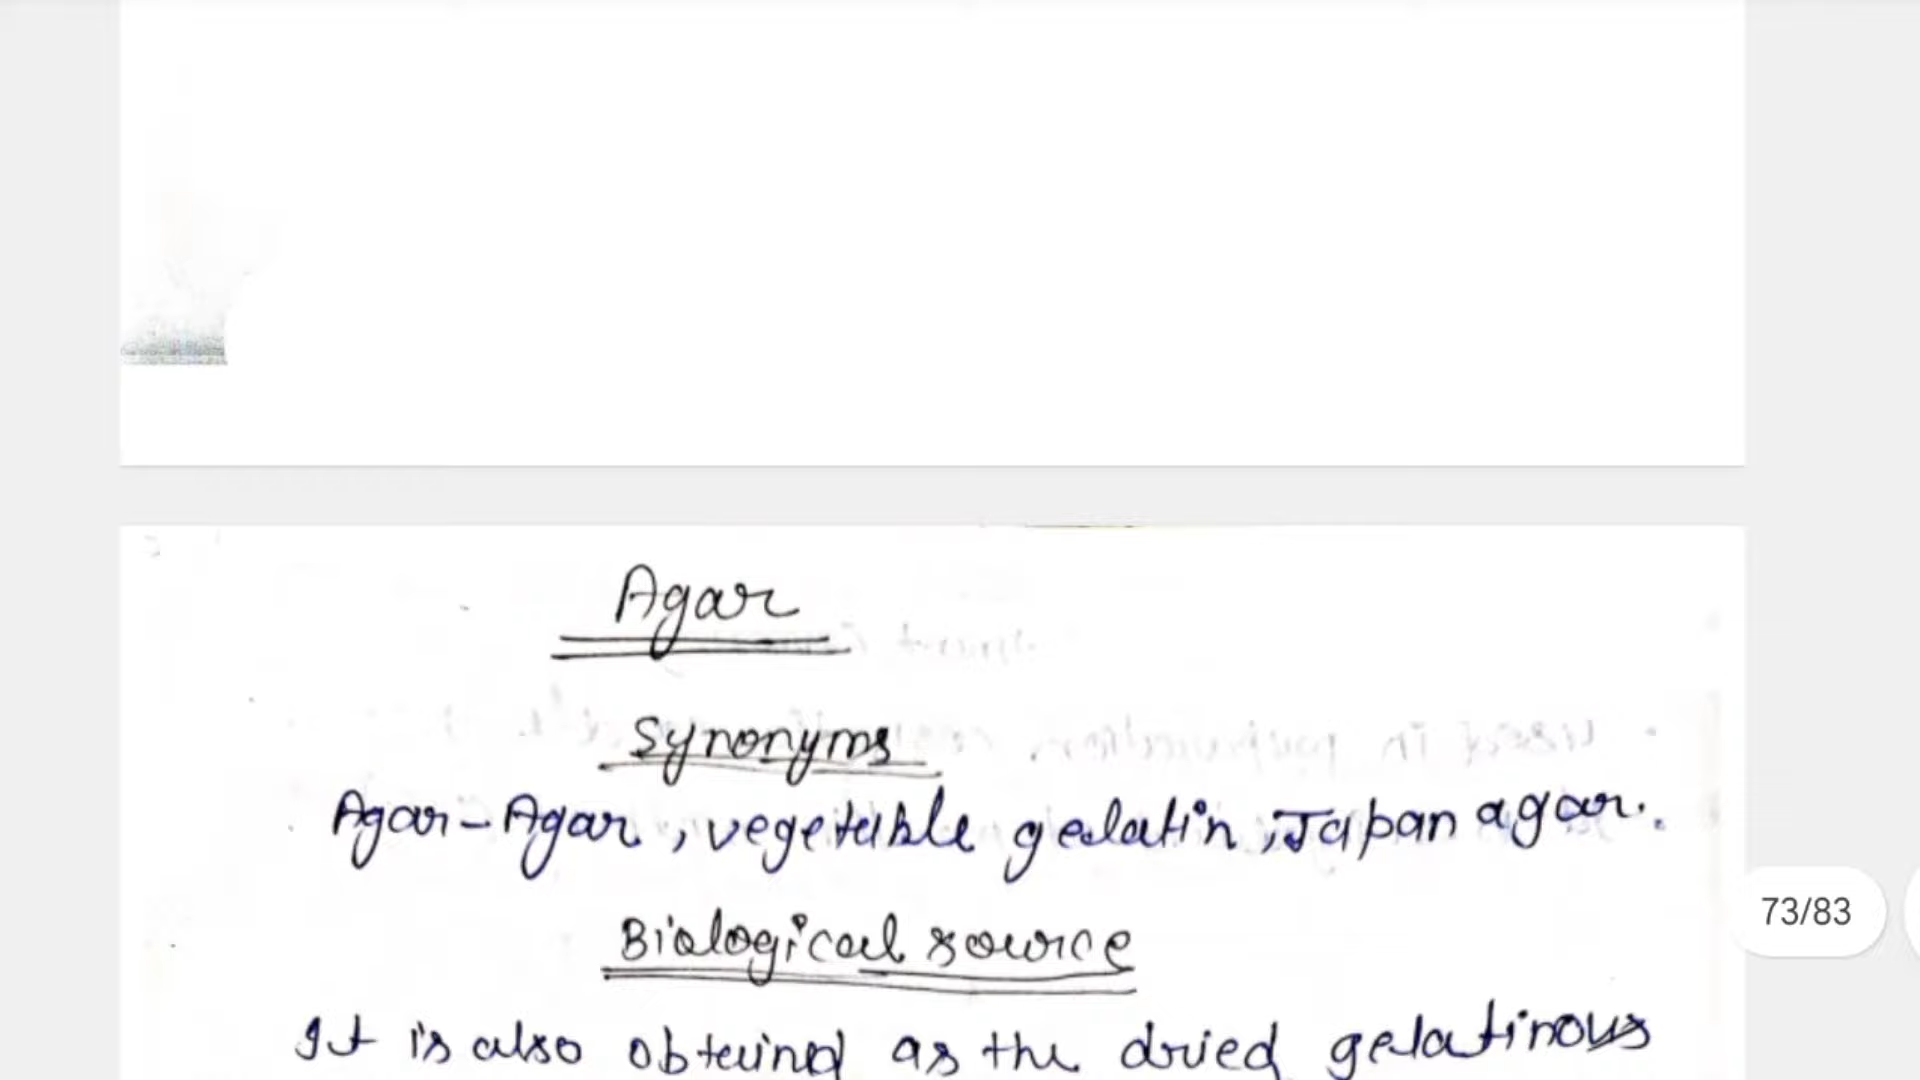 Agar
Synonyms
Agar-Agar, vegetable gelatin, Japan agar.
Biological source
73/83
It is also obtained as the dried gelatinous